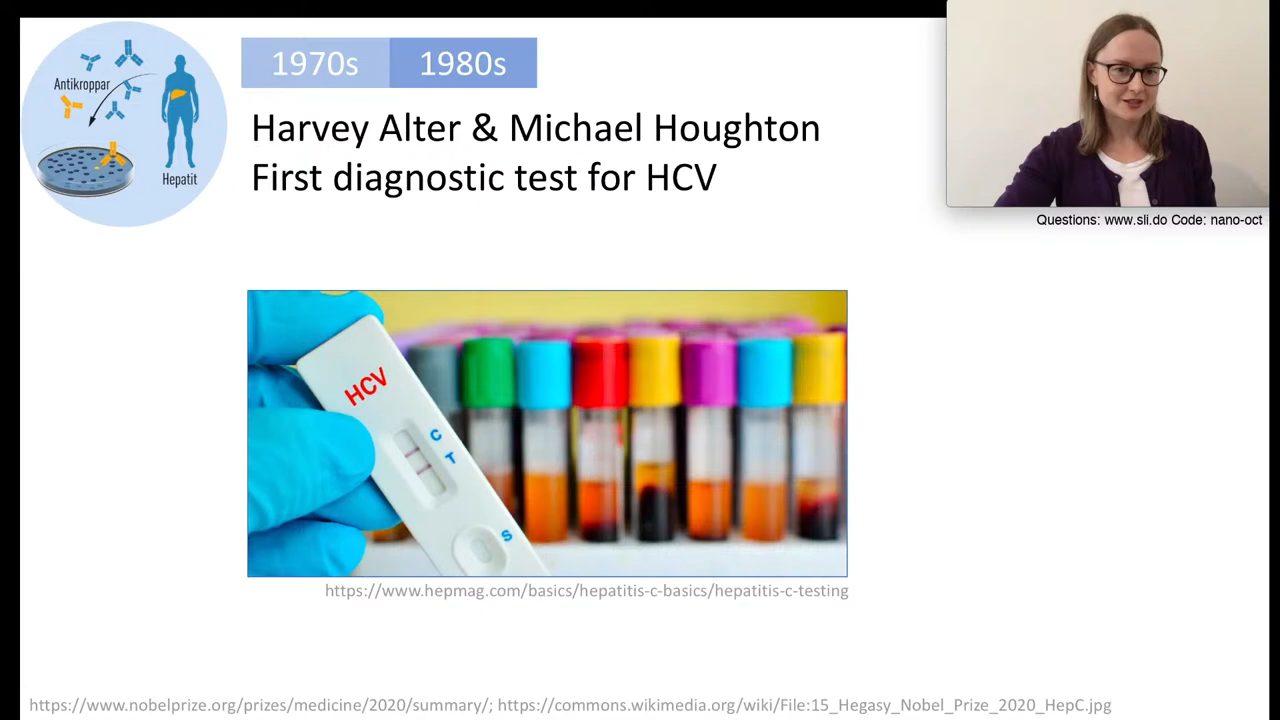 1970s 1980s
Antikroppar
Hepatit
Harvey Alter & Michael Houghton
First diagnostic test for HCV
Questions: www.sli.do Code: nano-oct
HCV
C
T
S
https://www.hepmag.com/basics/hepatitis-c-basics/hepatitis-c-testing
https://www.nobelprize.org/prizes/medicine/2020/summary/; https://commons.wikimedia.org/wiki/File:15_Hegasy_Nobel_Prize_2020_HepC.jpg